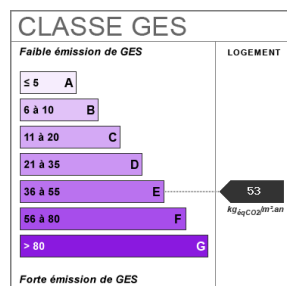 CLASSE GES
Faible émission de GES
LOGEMENT
≤ 5 A
6 à 10 B
11 à 20 C
21 à 35 D
36 à 55 E
53
kgéqCO2/m².an
56 à 80 F
> 80 G
Forte émission de GES